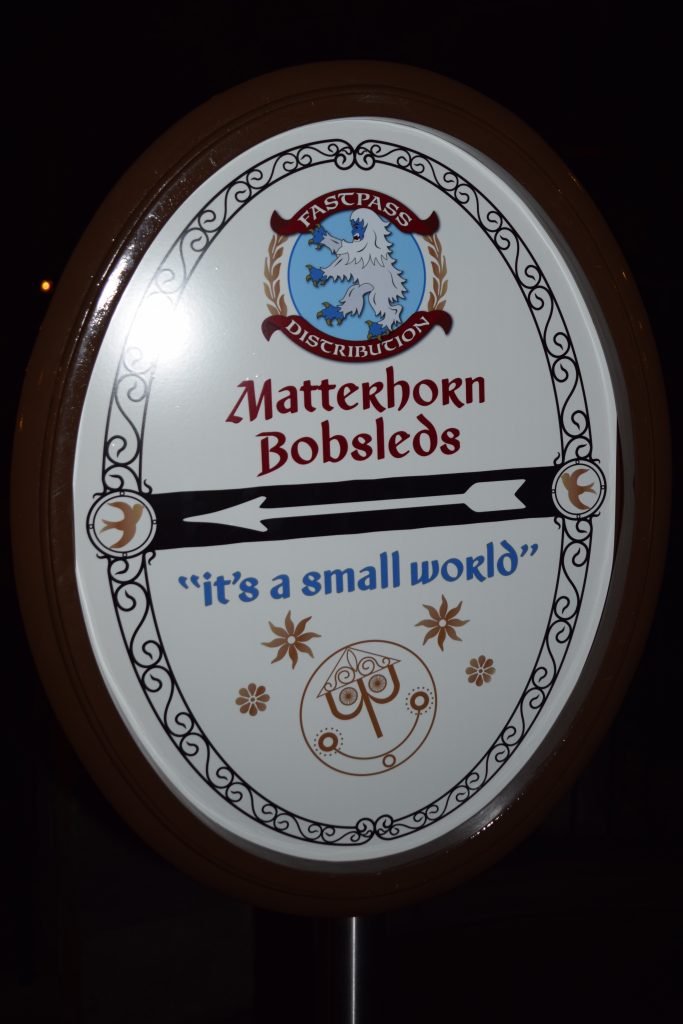 FASTPASS
DISTRIBUTION
Matterhorn
Bobsleds
“it's a small world”